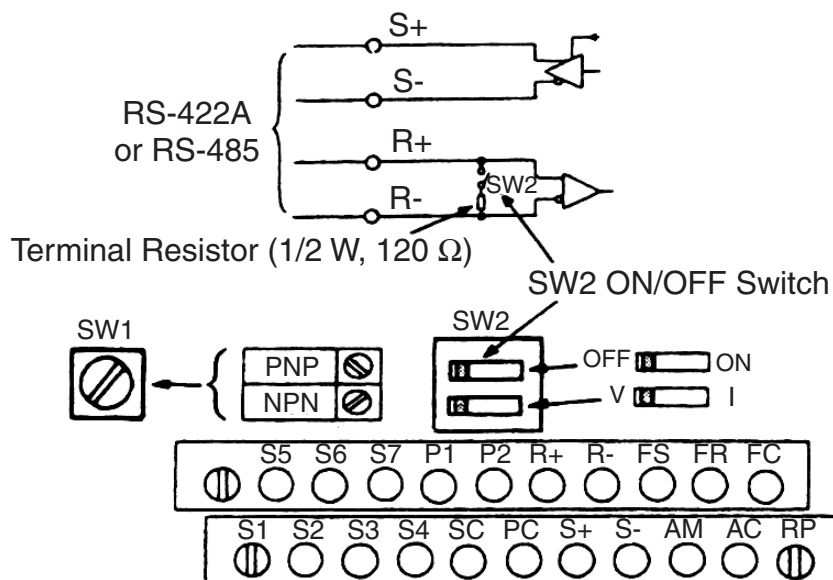 S+
S-
RS-422A
or RS-485
R+
SW2
R-
Terminal Resistor (1/2 W, 120 Ω)
SW2 ON/OFF Switch
SW1
SW2
PNP
OFF ON
NPN
V I
S5 S6 S7 P1 P2 R+ R- FS FR FC
S1 S2 S3 S4 SC PC S+ S- AM AC RP